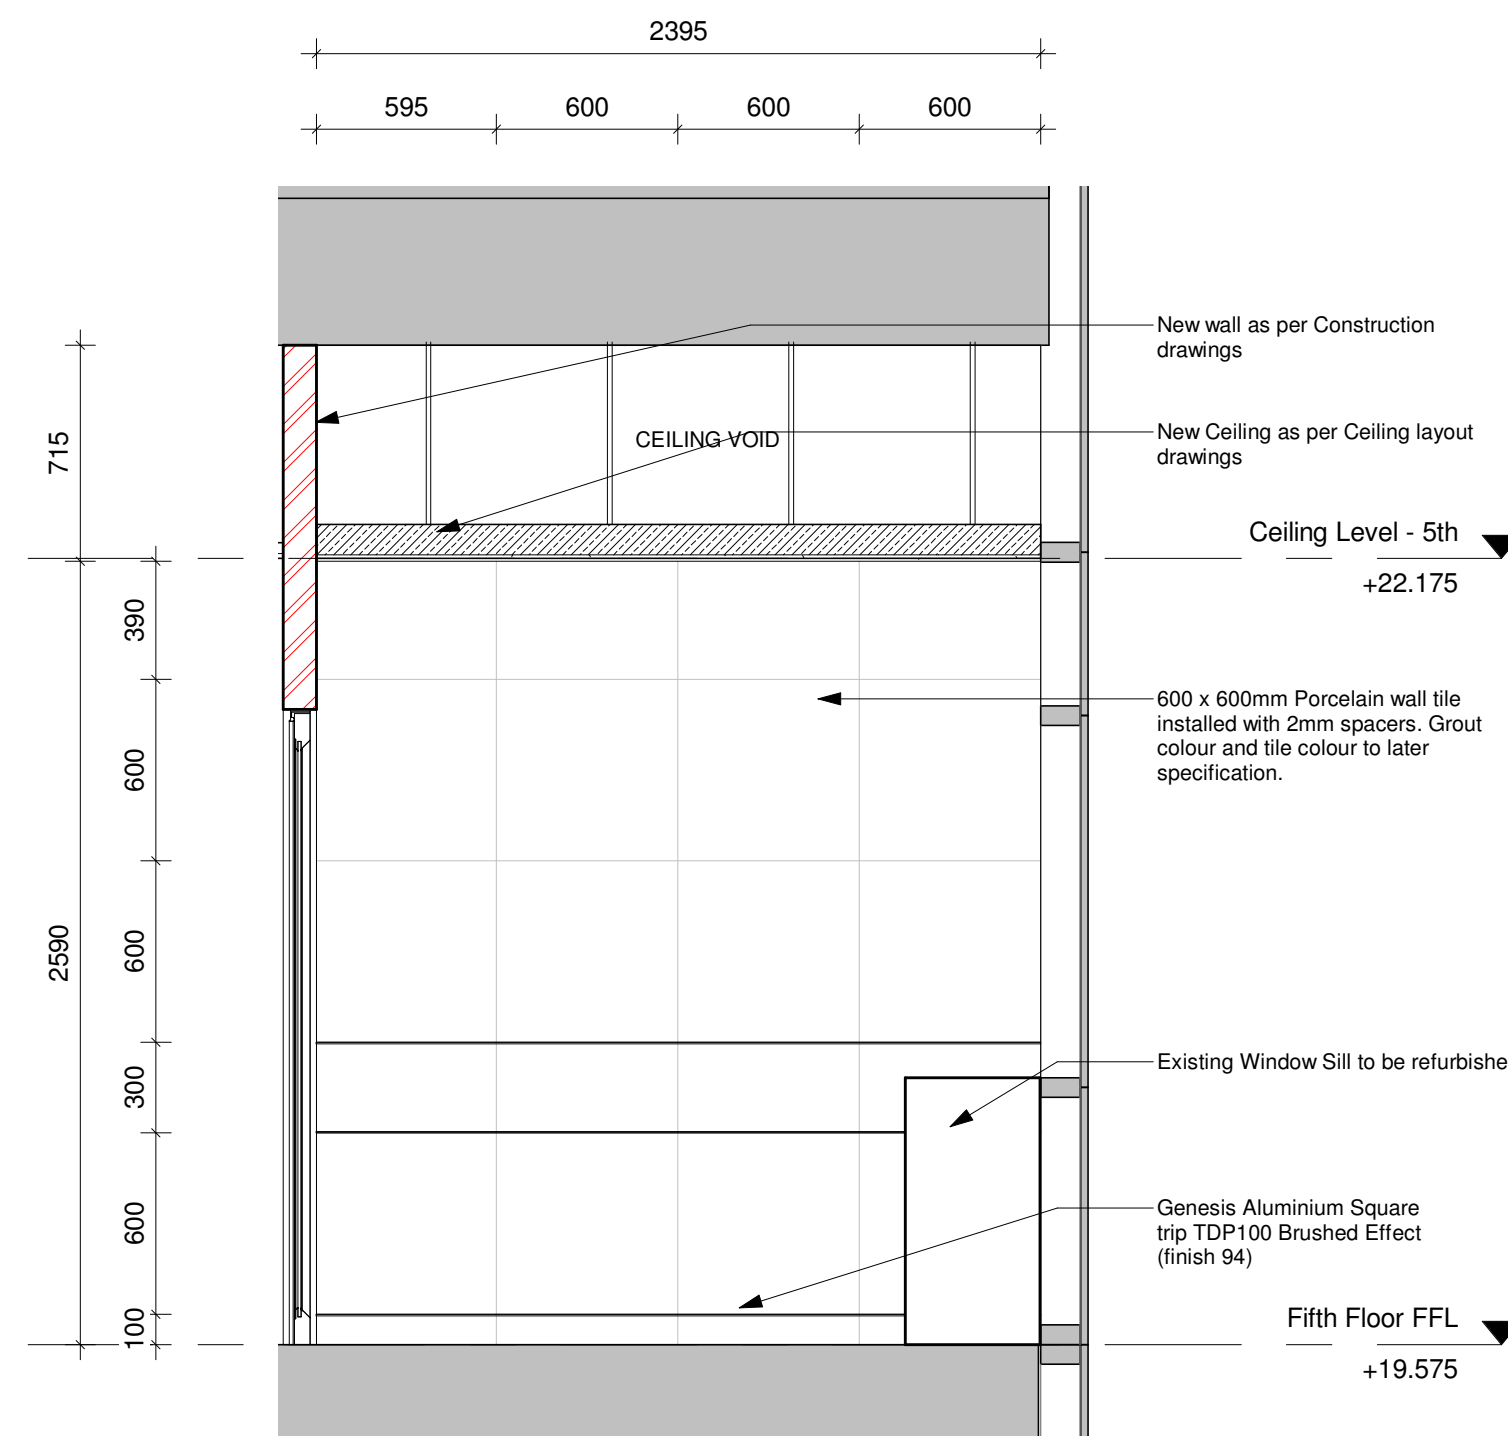 2395
595
600
600
600
New wall as per Construction
drawings
715
CEILING VOID
New Ceiling as per Ceiling layout
drawings
Ceiling Level - 5th
+22.175
390
600 x 600mm Porcelain wall tile
installed with 2mm spacers. Grout
colour and tile colour to later
specification.
600
2590
600
300
Existing Window Sill to be refurbishe
600
Genesis Aluminium Square
trip TDP100 Brushed Effect
(finish 94)
100
Fifth Floor FFL
+19.575